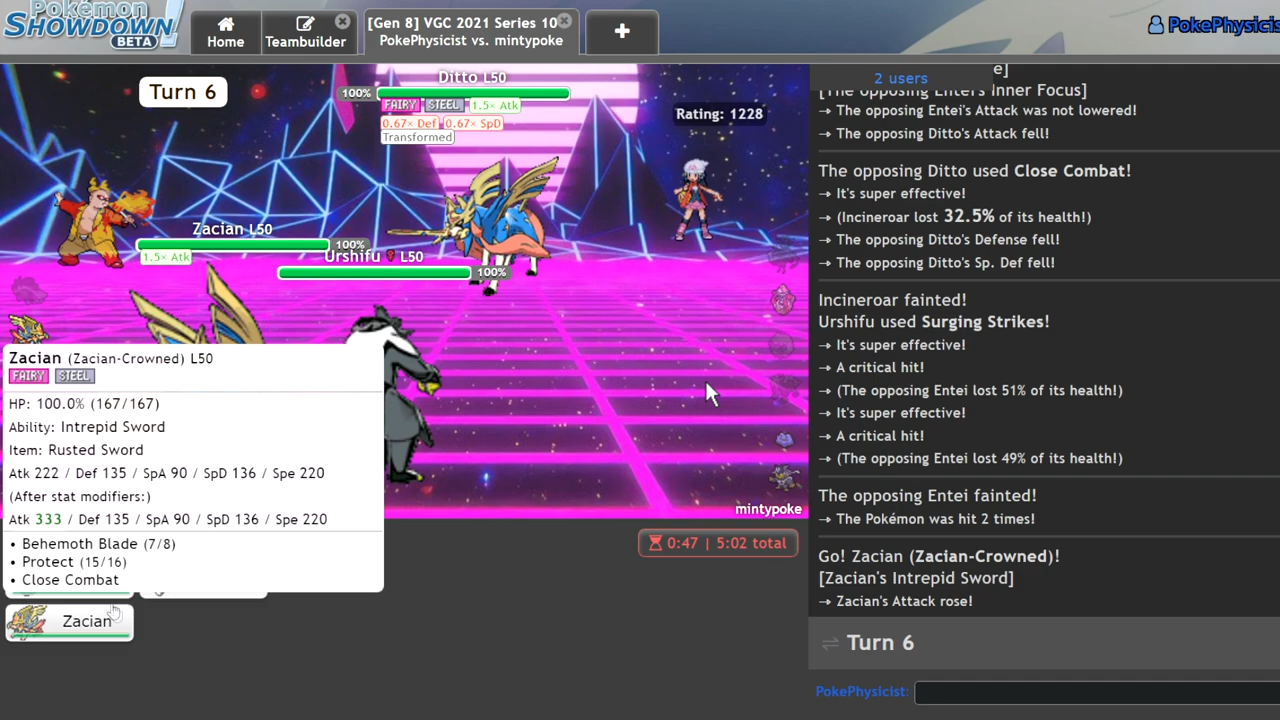 Pokémon
SHOWDOWN!
BETA
Home
Teambuilder
[Gen 8] VGC 2021 Series 10
PokePhysicist vs. mintypoke
PokePhysicis
Turn 6
Ditto L50
100%
FAIRY STEEL 1.5× Atk
0.67× Def 0.67× SpD
Transformed
Rating: 1228
Zacian L50
100%
1.5× Atk
Urshifu L50
100%
mintypoke
0:47 | 5:02 total
Zacian (Zacian-Crowned) L50
FAIRY STEEL
HP: 100.0% (167/167)
Ability: Intrepid Sword
Item: Rusted Sword
Atk 222 / Def 135 / SpA 90 / SpD 136 / Spe 220
(After stat modifiers:)
Atk 333 / Def 135 / SpA 90 / SpD 136 / Spe 220
• Behemoth Blade (7/8)
• Protect (15/16)
• Close Combat
Zacian
2 users
e]
[The opposing Entei's Inner Focus]
→ The opposing Entei's Attack was not lowered!
→ The opposing Ditto's Attack fell!
The opposing Ditto used Close Combat!
→ It's super effective!
→ (Incineroar lost 32.5% of its health!)
→ The opposing Ditto's Defense fell!
→ The opposing Ditto's Sp. Def fell!
Incineroar fainted!
Urshifu used Surging Strikes!
→ It's super effective!
→ A critical hit!
→ (The opposing Entei lost 51% of its health!)
→ It's super effective!
→ A critical hit!
→ (The opposing Entei lost 49% of its health!)
The opposing Entei fainted!
→ The Pokémon was hit 2 times!
Go! Zacian (Zacian-Crowned)!
[Zacian's Intrepid Sword]
→ Zacian's Attack rose!
Turn 6
PokePhysicist: